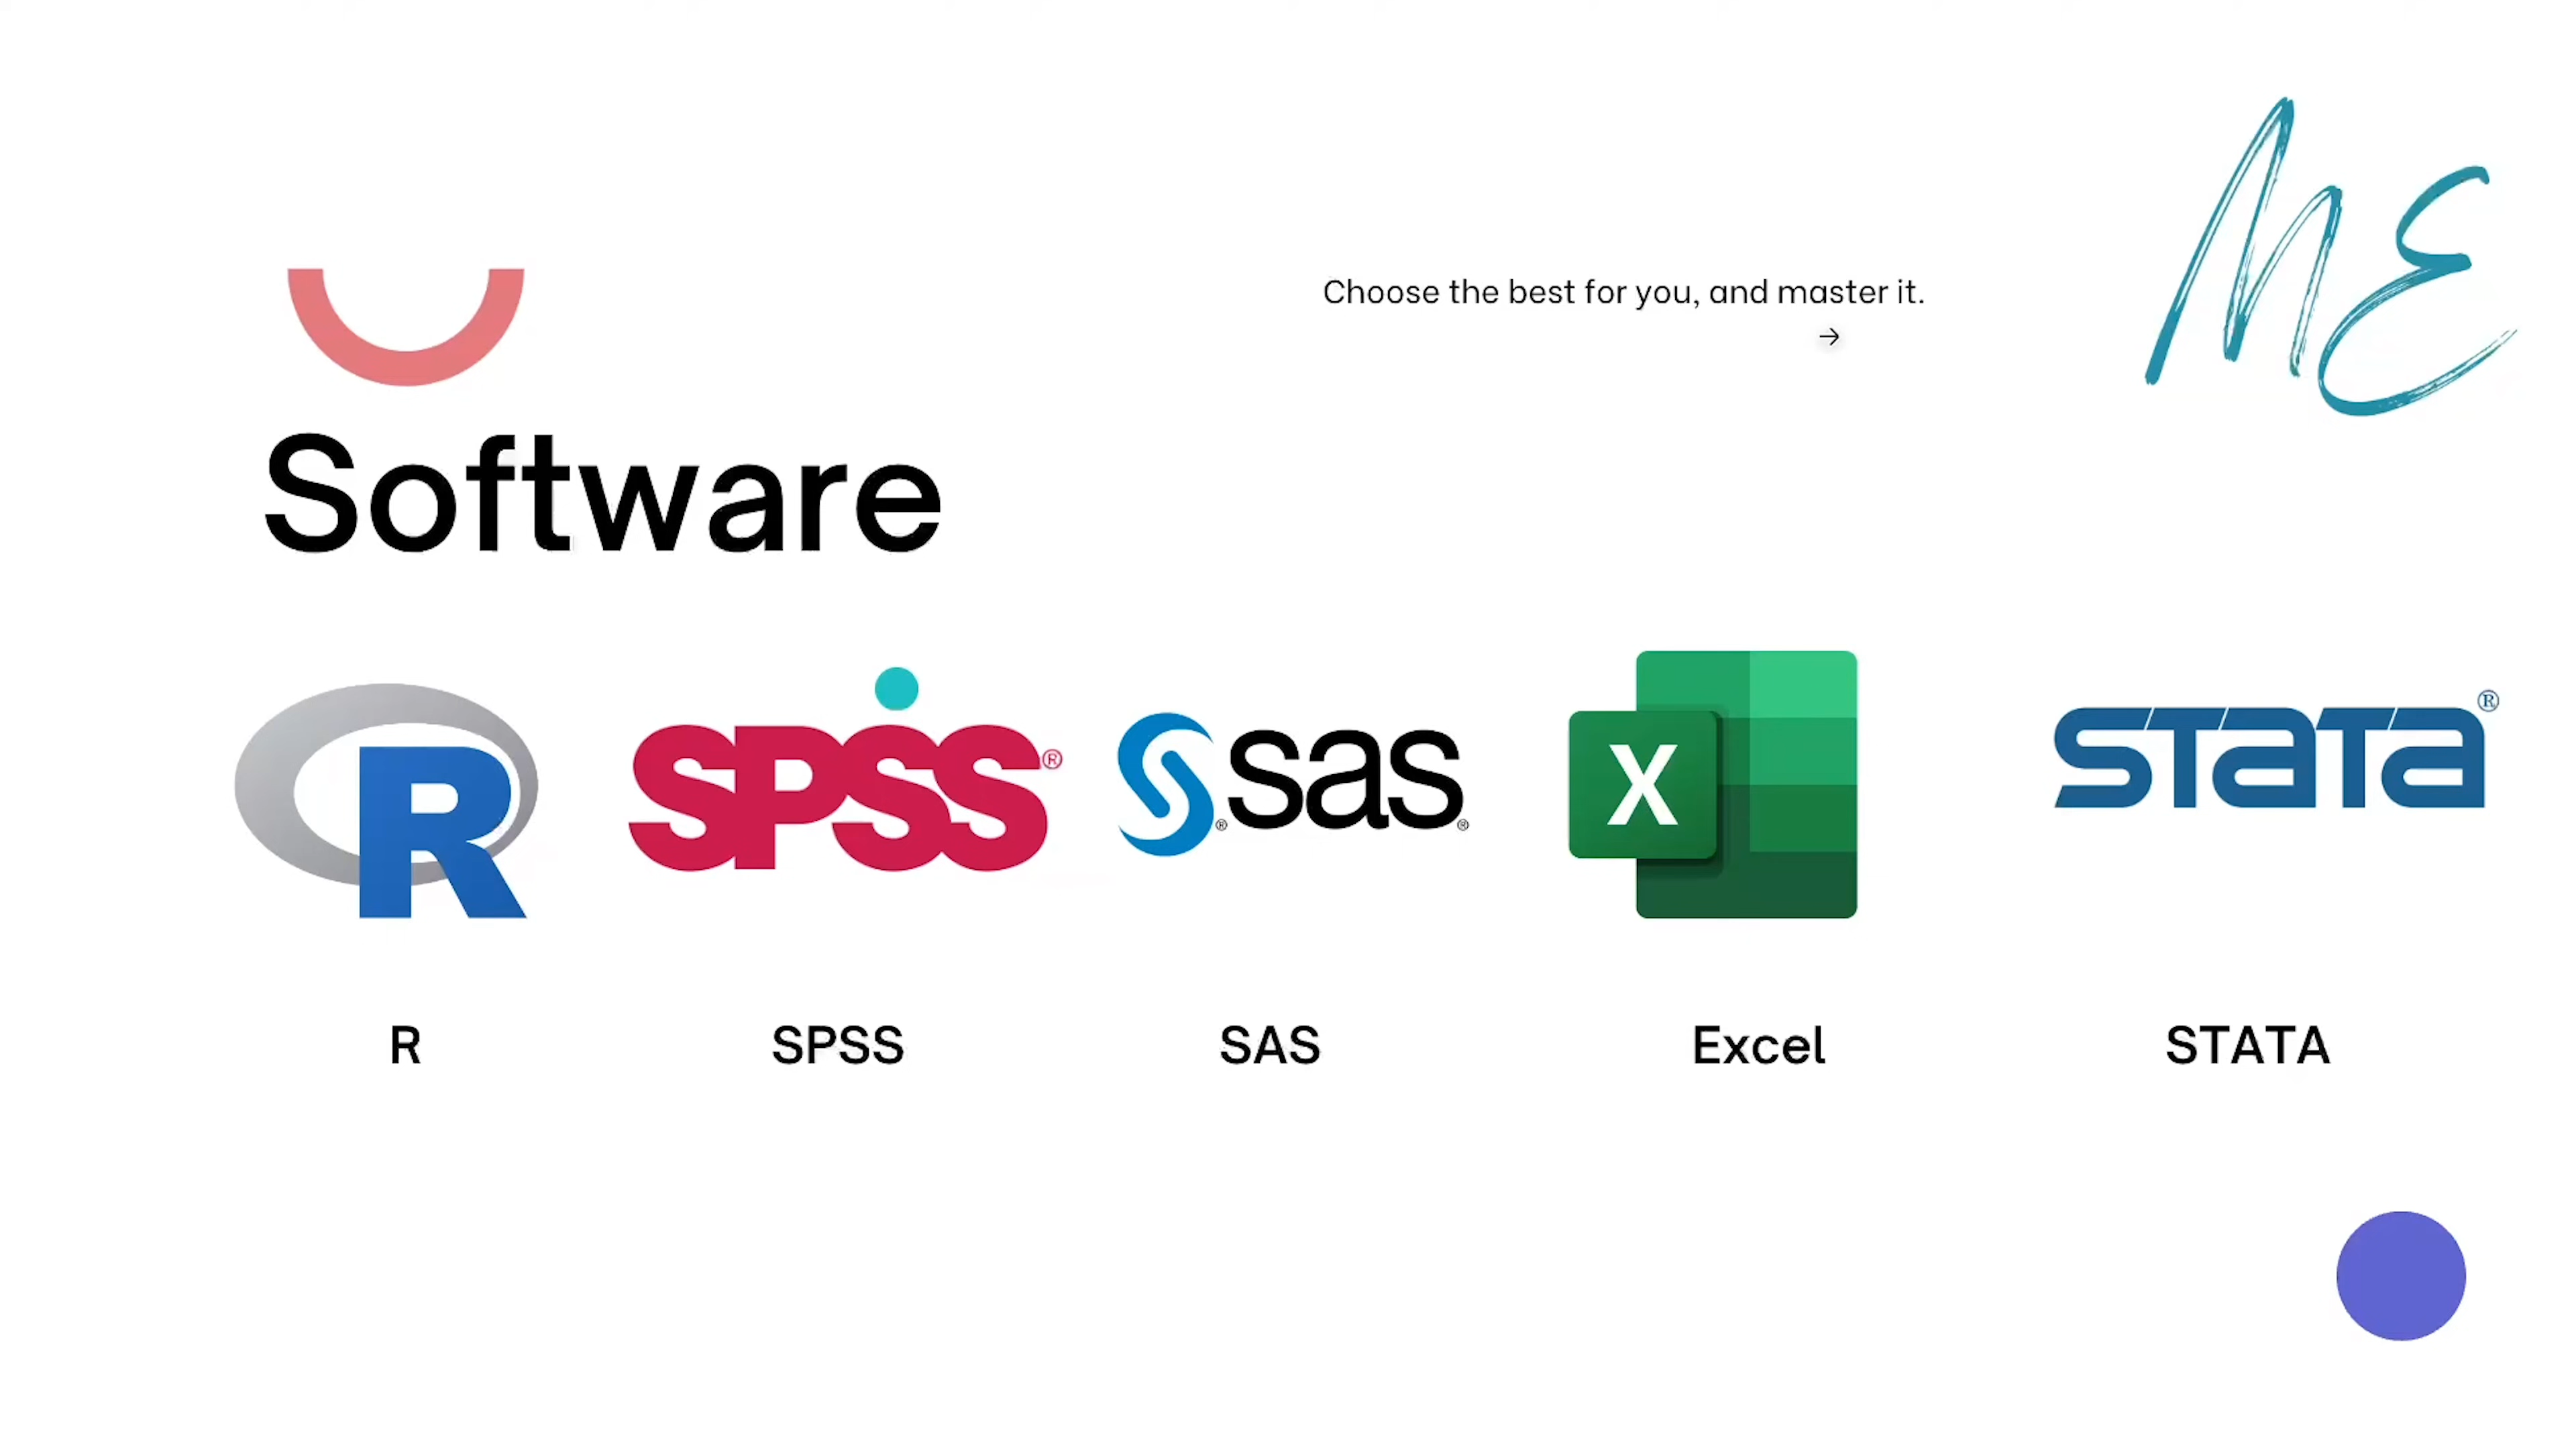 Choose the best for you, and master it.
→
ME
Software
R
SPSS®
S® sas®
X
STATA®
R
SPSS
SAS
Excel
STATA